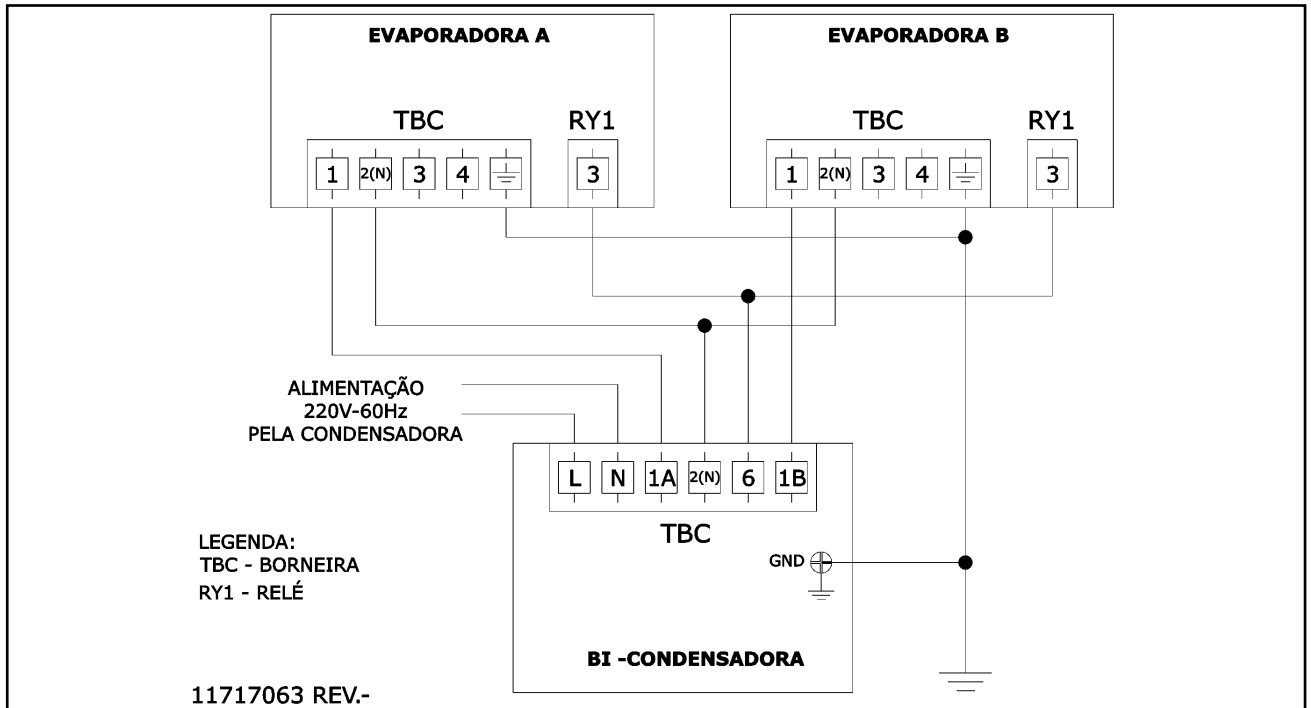 EVAPORADORA A
EVAPORADORA B
TBC
RY1
TBC
RY1
1 2(N) 3 4
3
1 2(N) 3 4
3
ALIMENTAÇÃO
220V-60Hz
PELA CONDENSADORA
L N 1A 2(N) 6 1B
TBC
LEGENDA:
TBC - BORNEIRA
RY1 - RELÉ
GND
BI -CONDENSADORA
11717063 REV.-